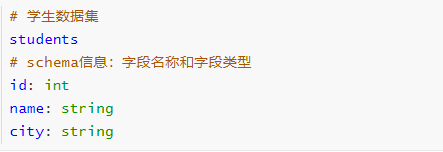 # 学生数据集
students
# schema信息：字段名称和字段类型
id: int
name: string
city: string